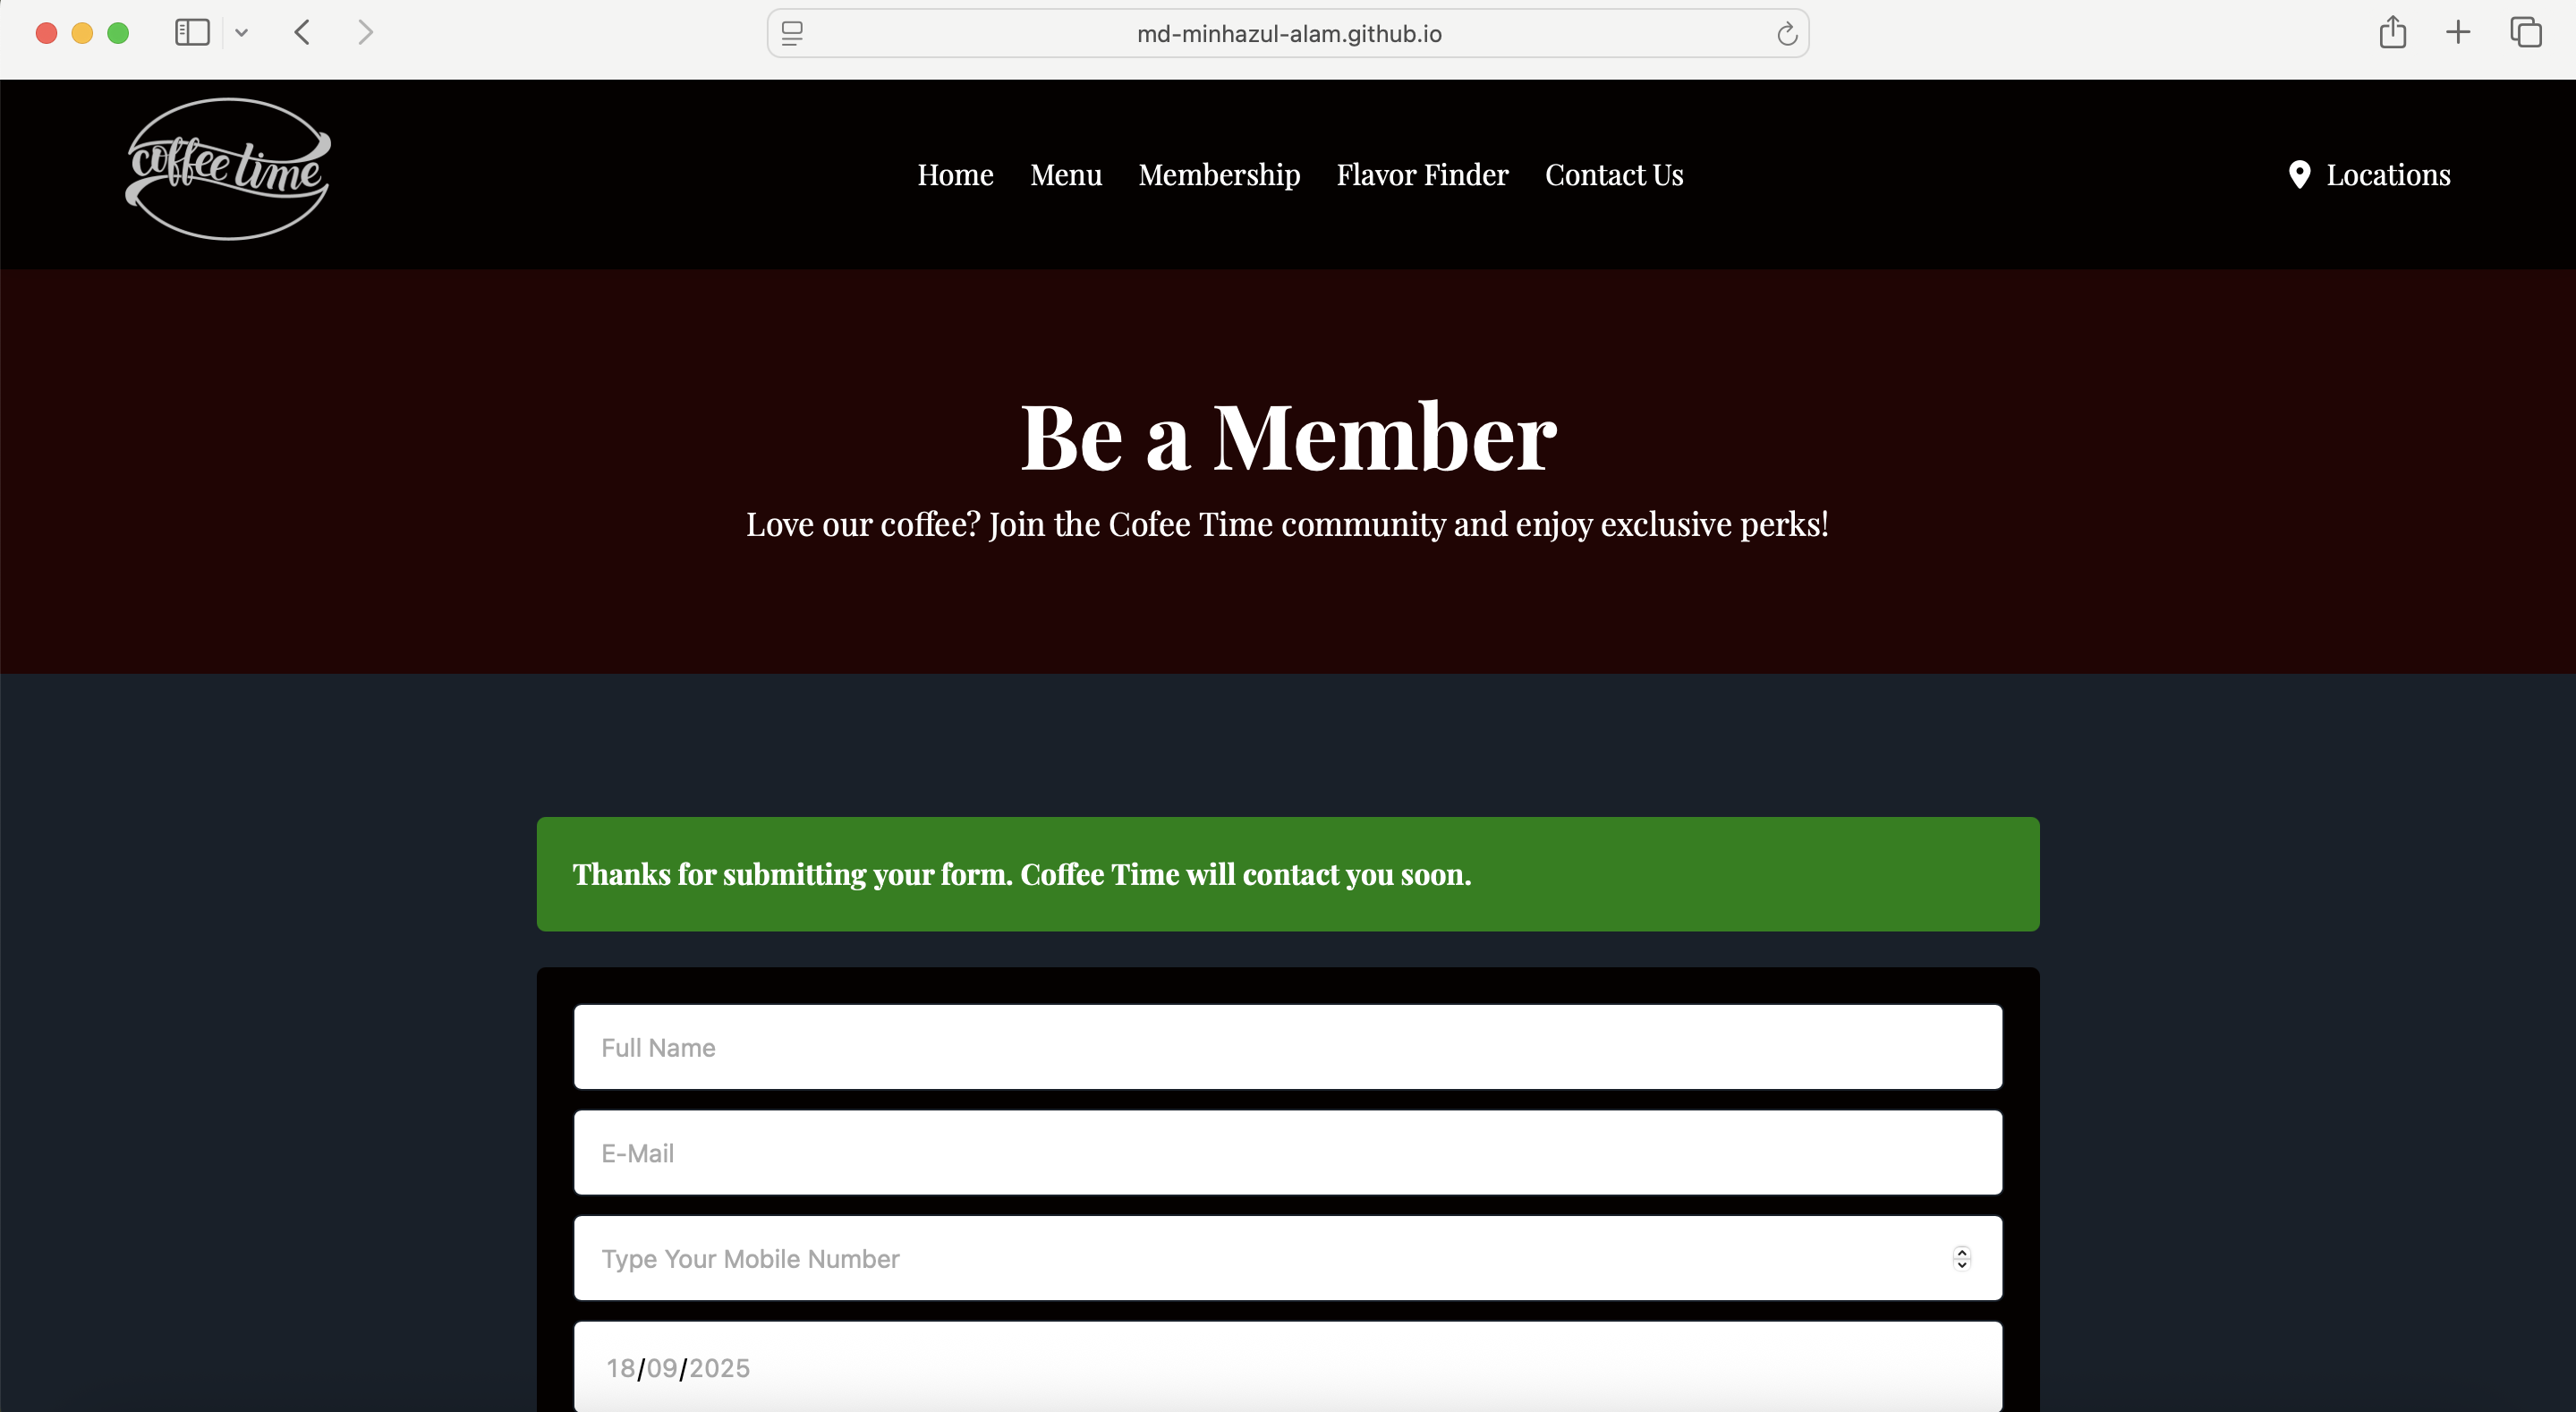 md-minhazul-alam.github.io
coffee time
Home Menu Membership Flavor Finder Contact Us
Locations
Be a Member
Love our coffee? Join the Cofee Time community and enjoy exclusive perks!
Thanks for submitting your form. Coffee Time will contact you soon.
Full Name
E-Mail
Type Your Mobile Number
18/09/2025